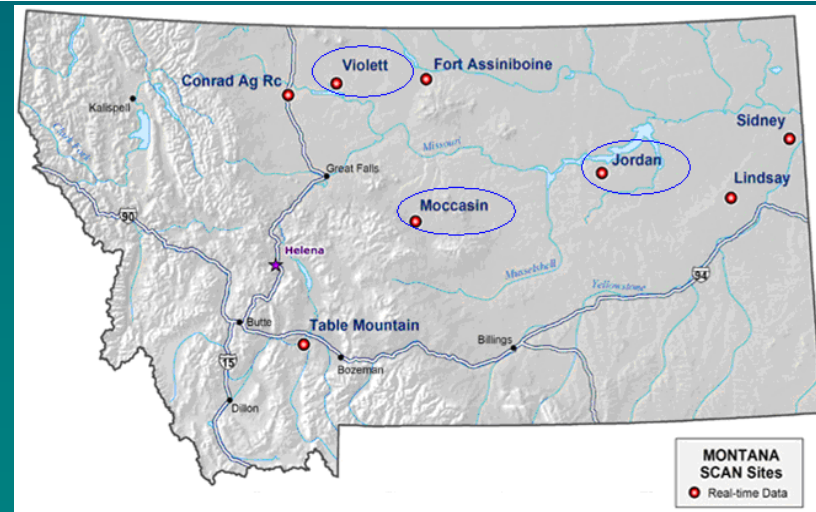 Violett
Fort Assiniboine
Conrad Ag Rc
Kalispell
Sidney
Missouri
Jordan
Great Falls
Lindsay
Moccasin
90
Helena
Musselshell
94
Yellowstone
Butte
Table Mountain
Billings
15
Bozeman
Dillon
MONTANA
SCAN Sites
Real-time Data